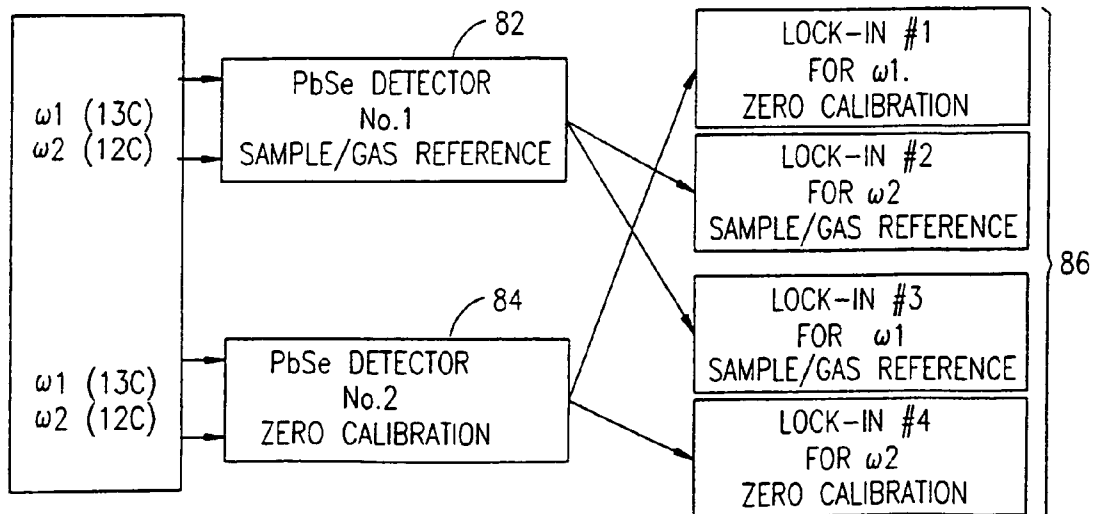 82
ω1 (13C)
ω2 (12C)
PbSe DETECTOR
No.1
SAMPLE/GAS REFERENCE
LOCK-IN #1
FOR ω1.
ZERO CALIBRATION
LOCK-IN #2
FOR ω2
SAMPLE/GAS REFERENCE
86
84
ω1 (13C)
ω2 (12C)
PbSe DETECTOR
No.2
ZERO CALIBRATION
LOCK-IN #3
FOR ω1
SAMPLE/GAS REFERENCE
LOCK-IN #4
FOR ω2
ZERO CALIBRATION